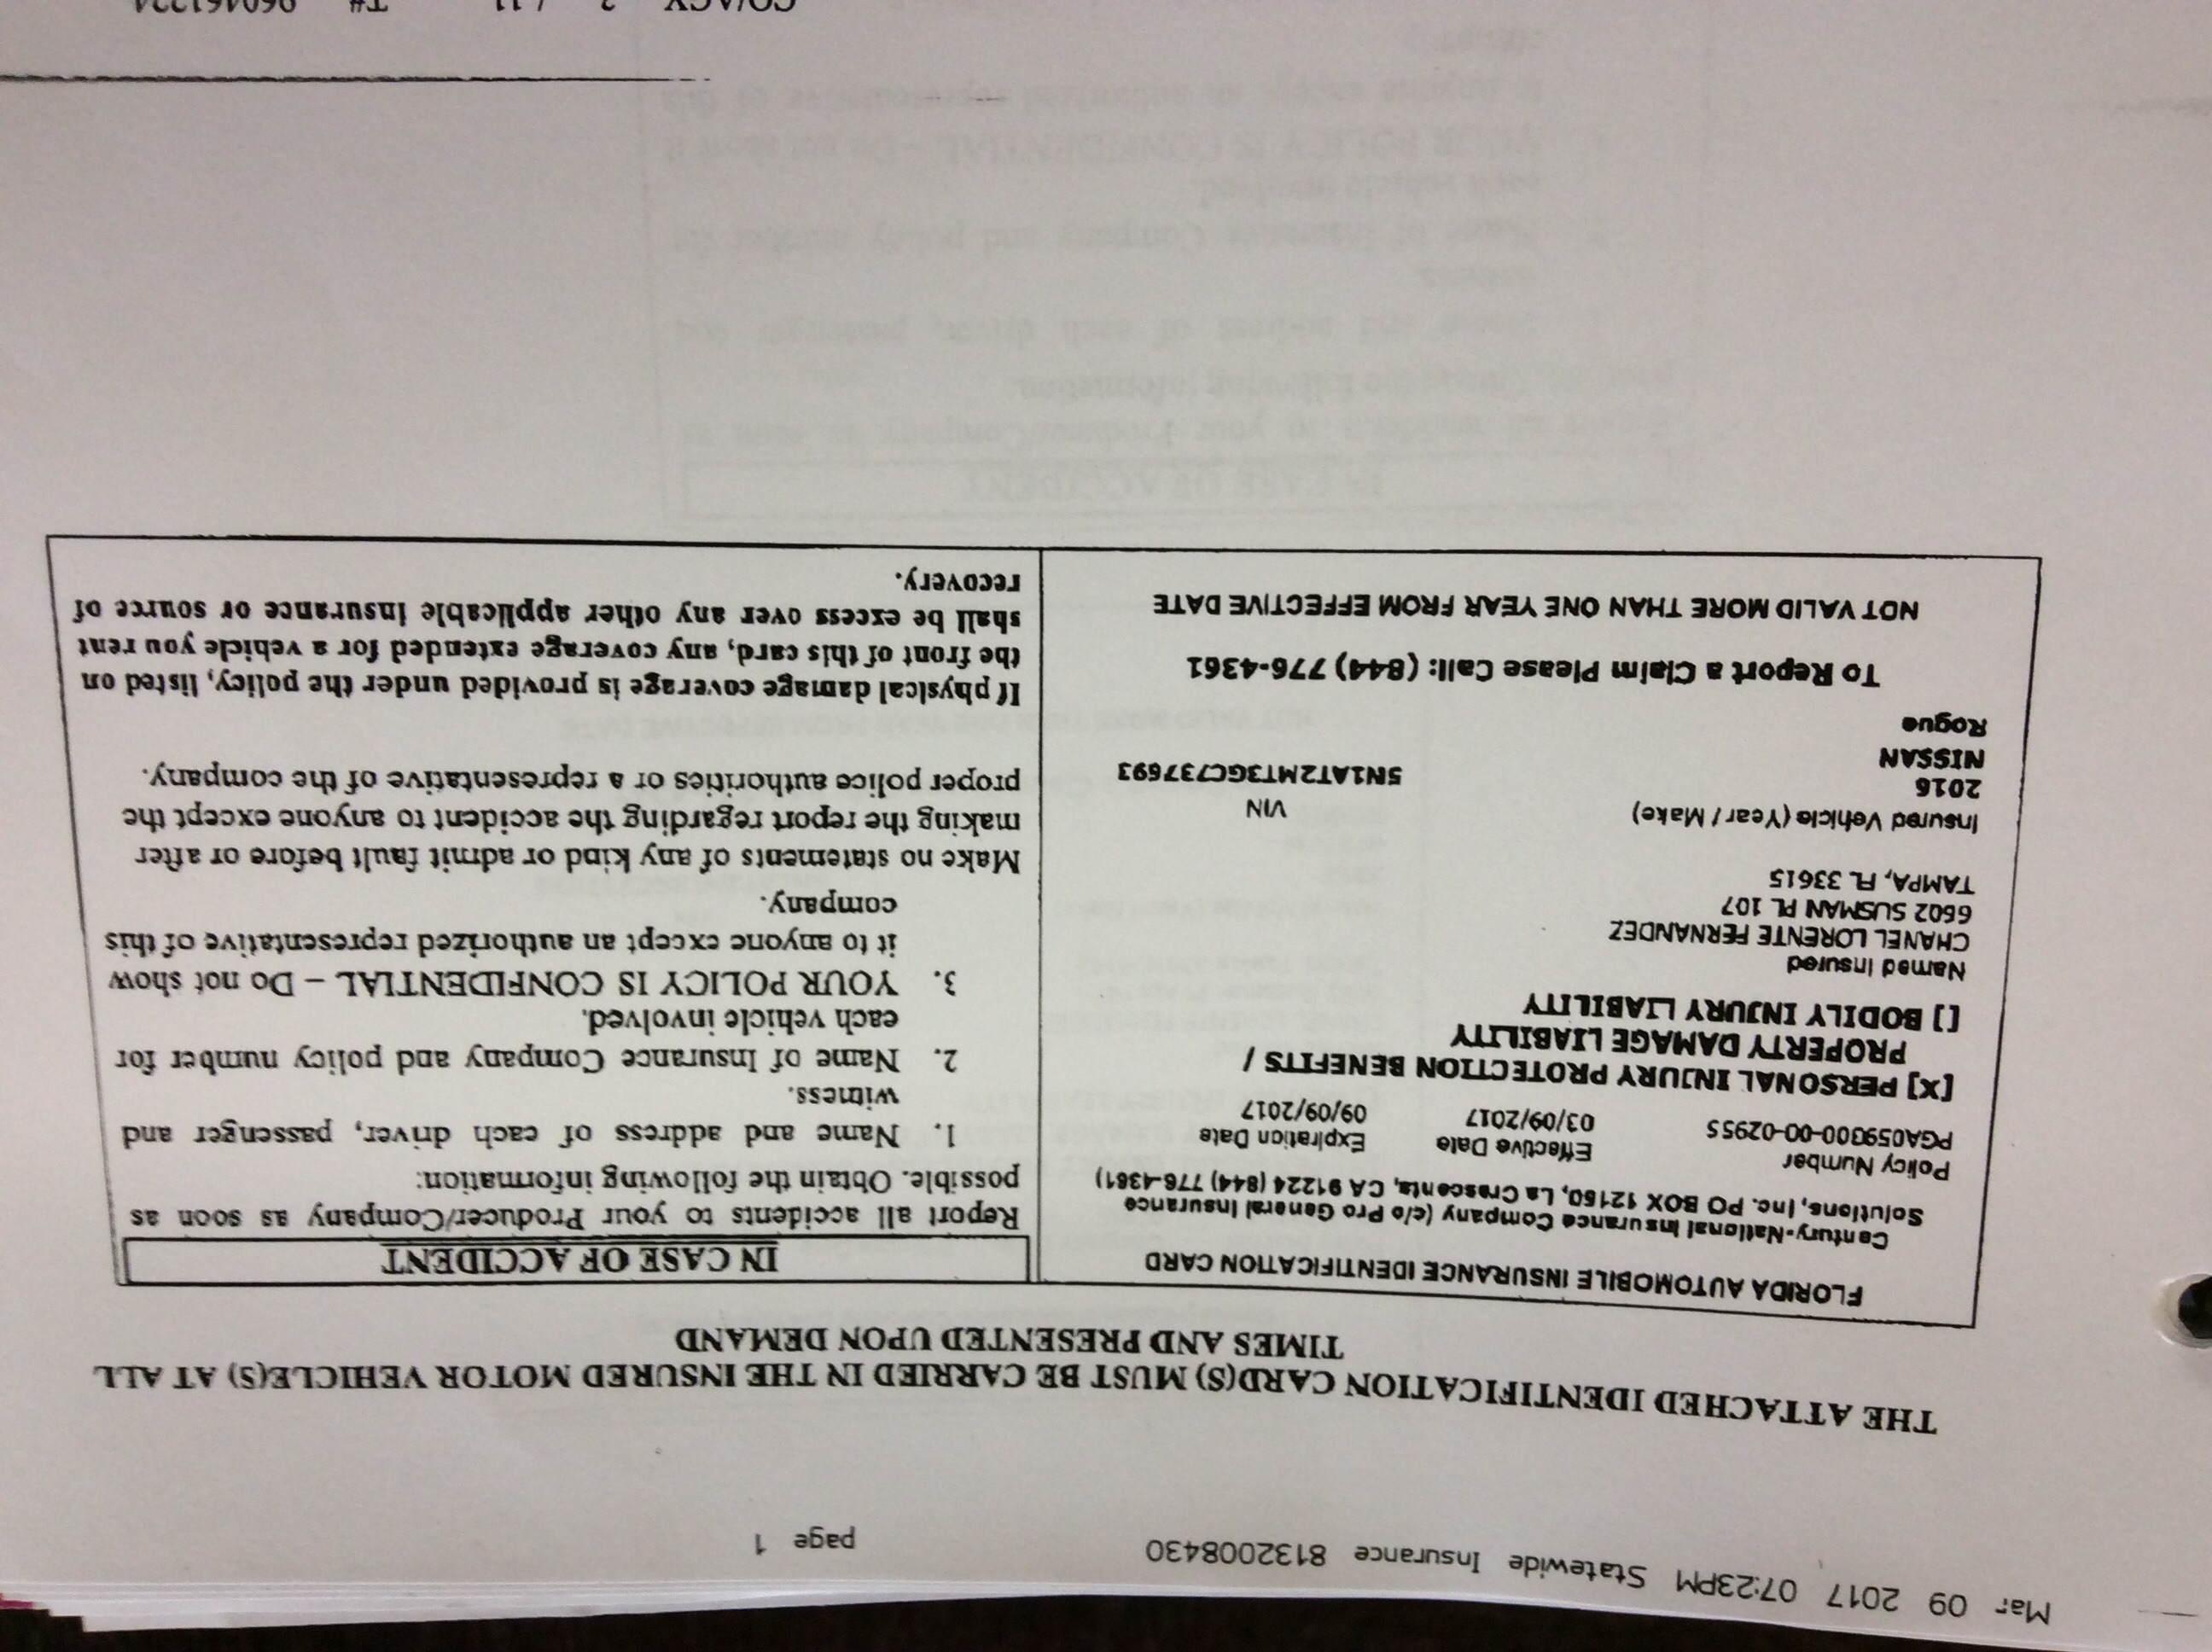 Mar 09 2017 07:23PM Statewide Insurance 8132008430 page 1
THE ATTACHED IDENTIFICATION CARD(S) MUST BE CARRIED IN THE INSURED MOTOR VEHICLE(S) AT ALL
TIMES AND PRESENTED UPON DEMAND
FLORIDA AUTOMOBILE INSURANCE IDENTIFICATION CARD
Century-National Insurance Company (c/o Pro General Insurance
Solutions, Inc. PO BOX 12150, La Crescenta, CA 91224 (844) 776-4361)
Policy Number Effective Date Expiration Date
PGA059300-00-02955 03/09/2017 09/09/2017
[X] PERSONAL INJURY PROTECTION BENEFITS /
PROPERTY DAMAGE LIABILITY
[] BODILY INJURY LIABILITY
Named Insured
CHANEL LORENTE FERNANDEZ
6602 SUSMAN PL 107
TAMPA, FL 33615
Insured Vehicle (Year / Make) VIN
2016 5N1AT2MT3GC737693
NISSAN
Rogue
To Report a Claim Please Call: (844) 776-4361
NOT VALID MORE THAN ONE YEAR FROM EFFECTIVE DATE
IN CASE OF ACCIDENT
Report all accidents to your Producer/Company as soon as
possible. Obtain the following information:
1. Name and address of each driver, passenger and
witness.
2. Name of Insurance Company and policy number for
each vehicle involved.
3. YOUR POLICY IS CONFIDENTIAL – Do not show
it to anyone except an authorized representative of this
company.
Make no statements of any kind or admit fault before or after
making the report regarding the accident to anyone except the
proper police authorities or a representative of the company.
If physical damage coverage is provided under the policy, listed on
the front of this card, any coverage extended for a vehicle you rent
shall be excess over any other applicable insurance or source of
recovery.
CO/AGY 3 / 11 T# 960461224